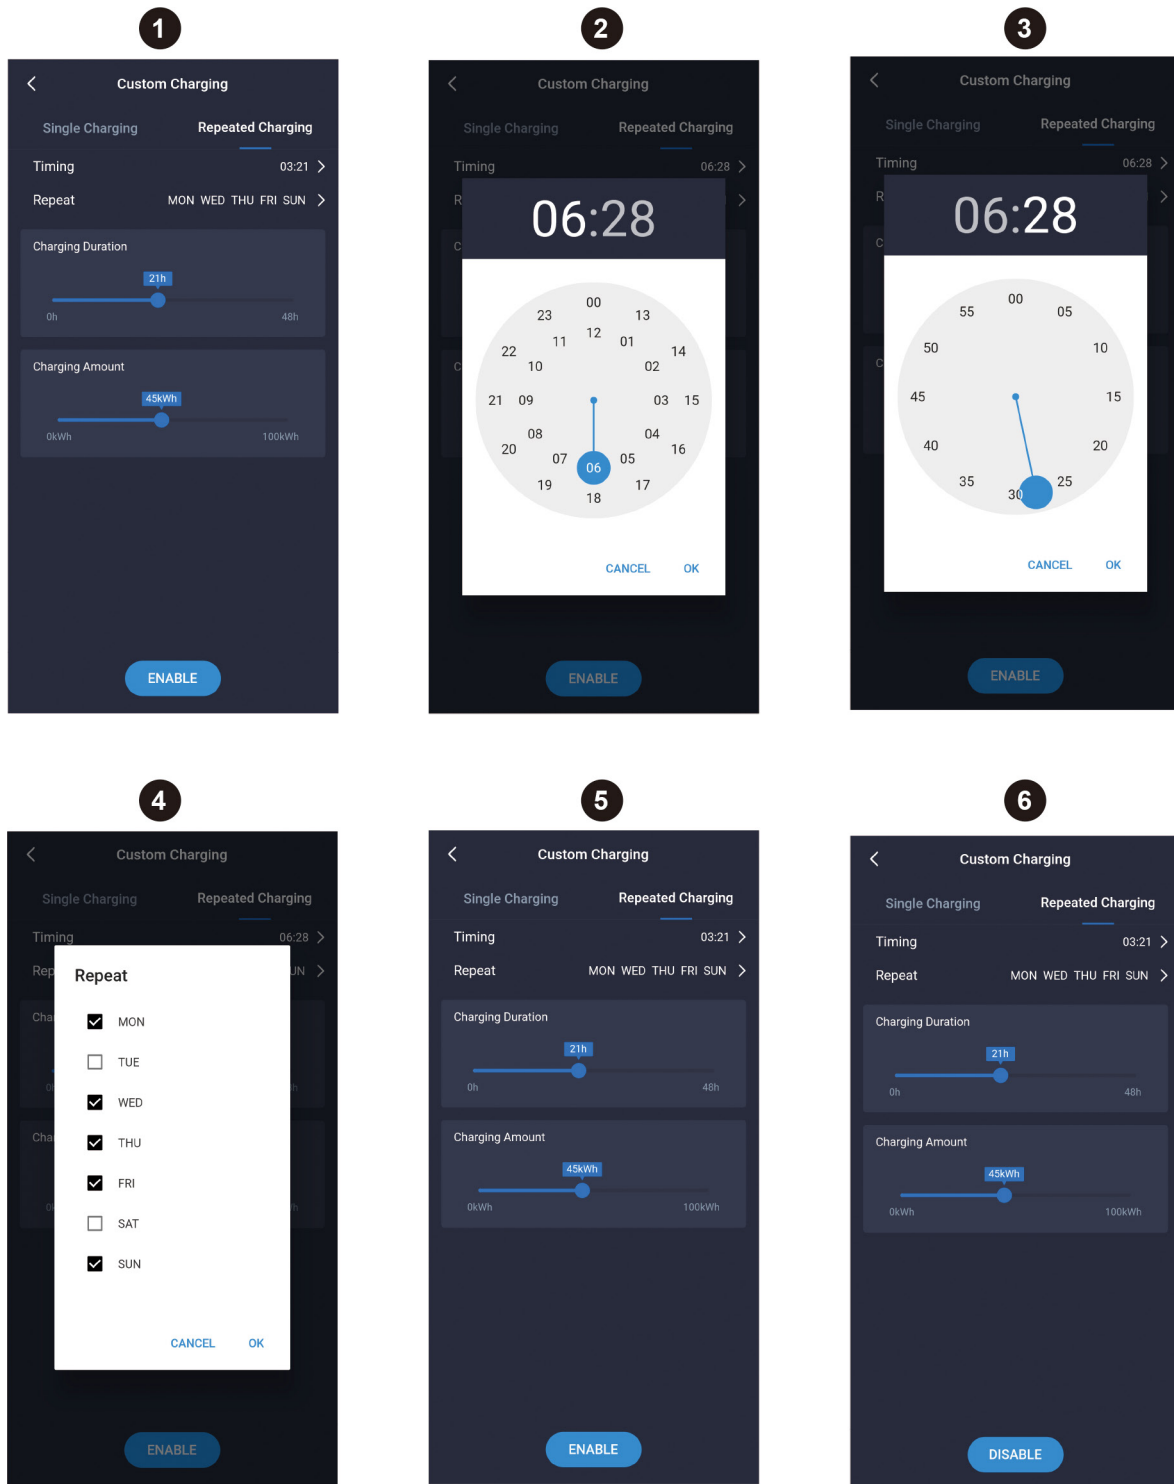 1
Custom Charging
Single Charging Repeated Charging
Timing 03:21
Repeat MON WED THU FRI SUN
Charging Duration
21h
0h 48h
Charging Amount
45kWh
0kWh 100kWh
ENABLE
2
Custom Charging
Single Charging Repeated Charging
Timing 06:28
R
06:28
C
00
23 13
12
11 01
22 14
10 02
C
21 09 03 15
08 04
20 16
07 06 05
19 17
18
CANCEL OK
ENABLE
3
Custom Charging
Single Charging Repeated Charging
Timing 06:28
R
06:28
C
00
55 05
50 10
C
45 15
40 20
35 25
30
CANCEL OK
ENABLE
4
Custom Charging
Single Charging Repeated Charging
Timing 06:28
Rep UN
Repeat
Cha
MON
TUE
0h h
WED
Cha
THU
FRI
0k h
SAT
SUN
CANCEL OK
ENABLE
5
Custom Charging
Single Charging Repeated Charging
Timing 03:21
Repeat MON WED THU FRI SUN
Charging Duration
21h
0h 48h
Charging Amount
45kWh
0kWh 100kWh
ENABLE
6
Custom Charging
Single Charging Repeated Charging
Timing 03:21
Repeat MON WED THU FRI SUN
Charging Duration
21h
0h 48h
Charging Amount
45kWh
0kWh 100kWh
DISABLE